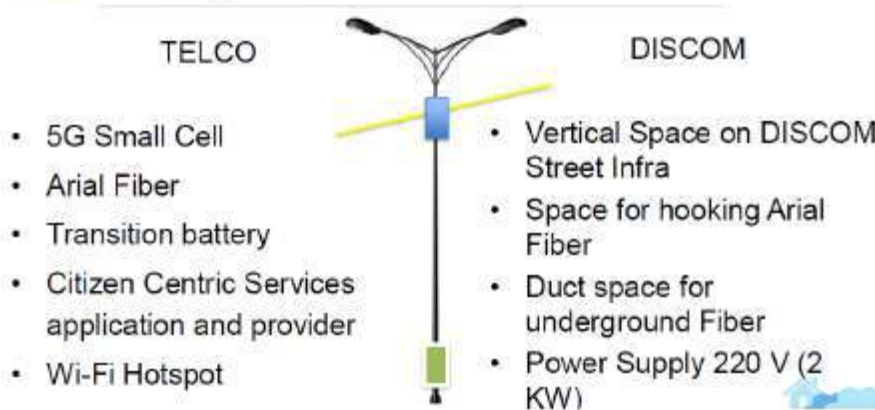 TELCO
• 5G Small Cell
• Arial Fiber
• Transition battery
• Citizen Centric Services
application and provider
• Wi-Fi Hotspot
DISCOM
• Vertical Space on DISCOM
Street Infra
• Space for hooking Arial
Fiber
• Duct space for
underground Fiber
• Power Supply 220 V (2
KW)